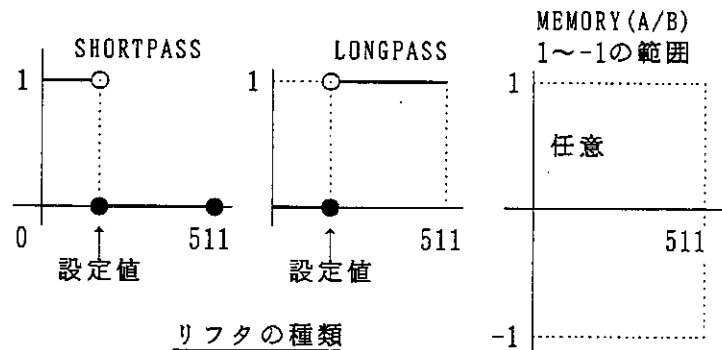 SHORTPASS
1
0
511
設定値
LONGPASS
1
511
設定値
MEMORY(A/B)
1～-1の範囲
1
任意
511
-1
リフタの種類